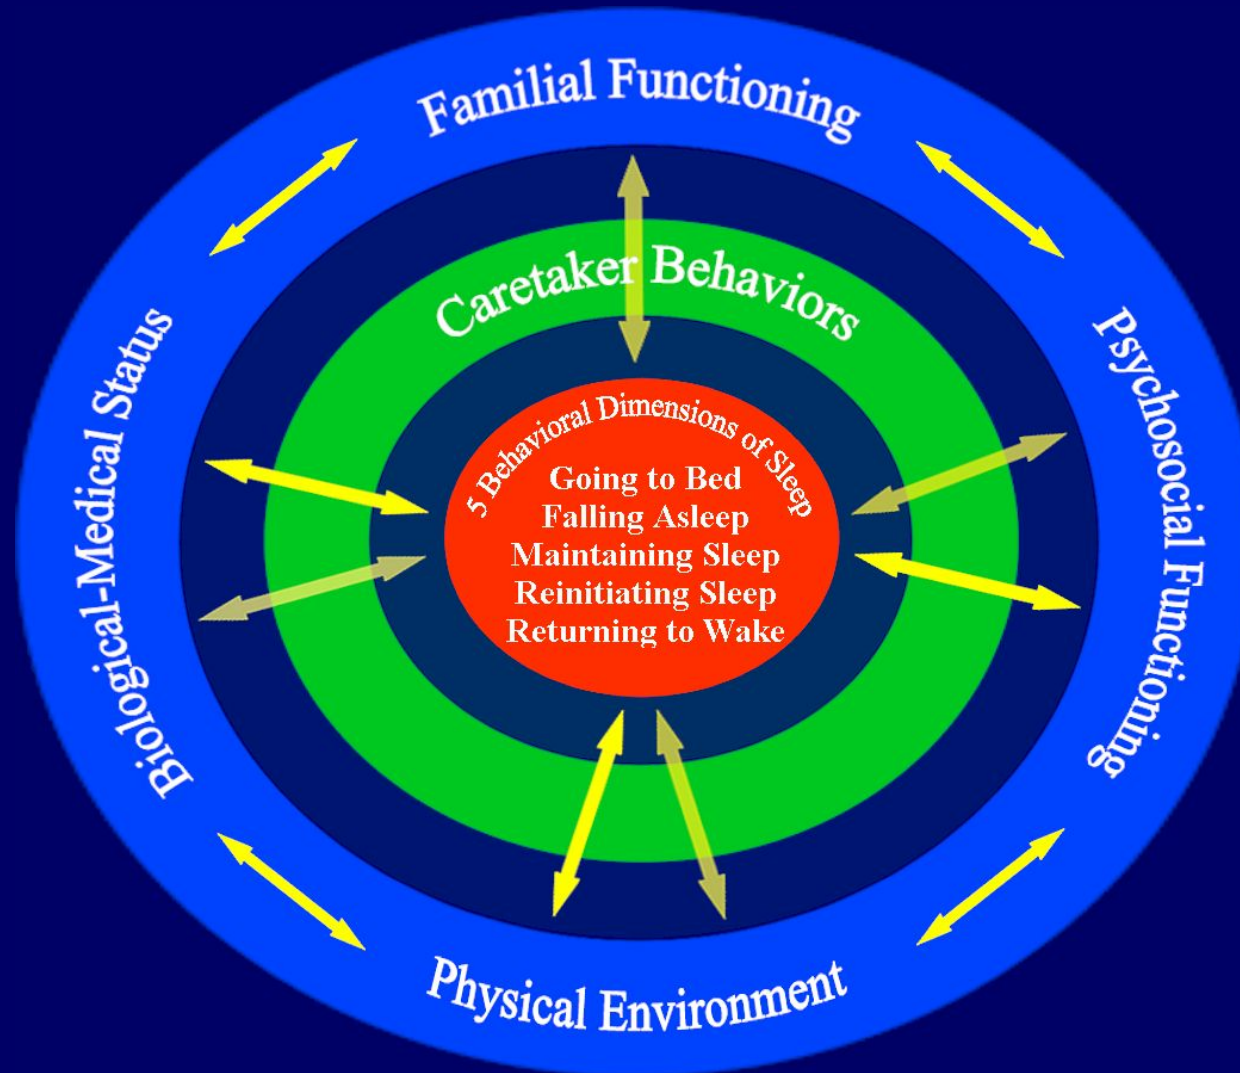 Familial Functioning
Caretaker Behaviors
Biological-Medical Status
Psychosocial Functioning
5 Behavioral Dimensions of Sleep
Going to Bed
Falling Asleep
Maintaining Sleep
Reinitiating Sleep
Returning to Wake
Physical Environment